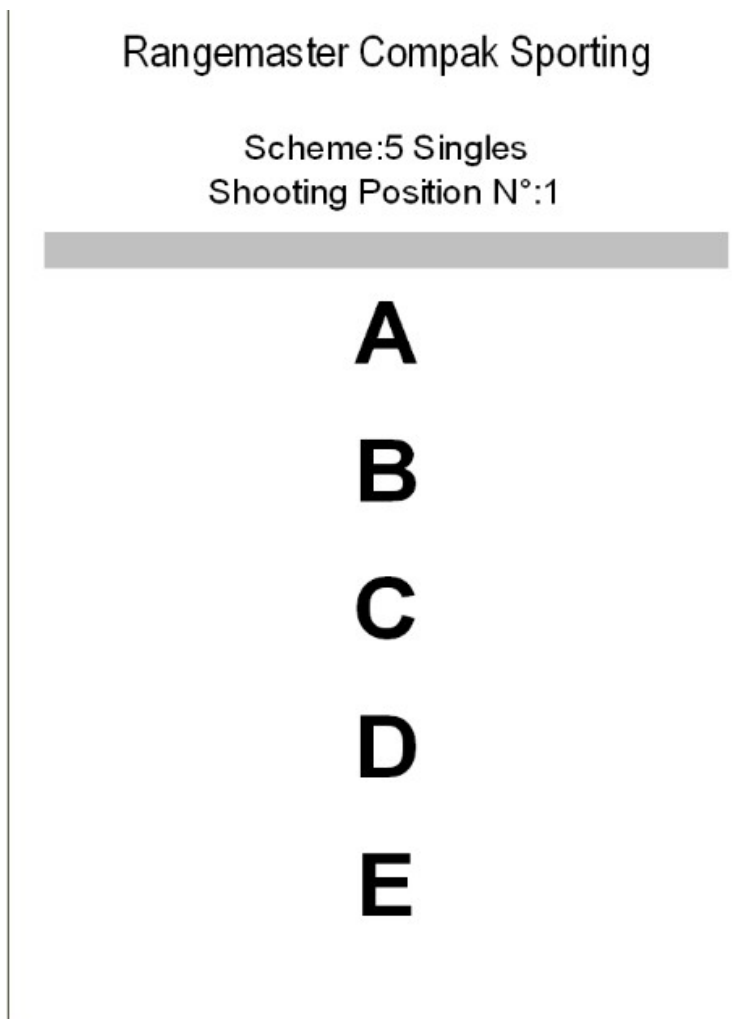 Rangemaster Compak Sporting
Scheme:5 Singles
Shooting Position N°:1
A
B
C
D
E